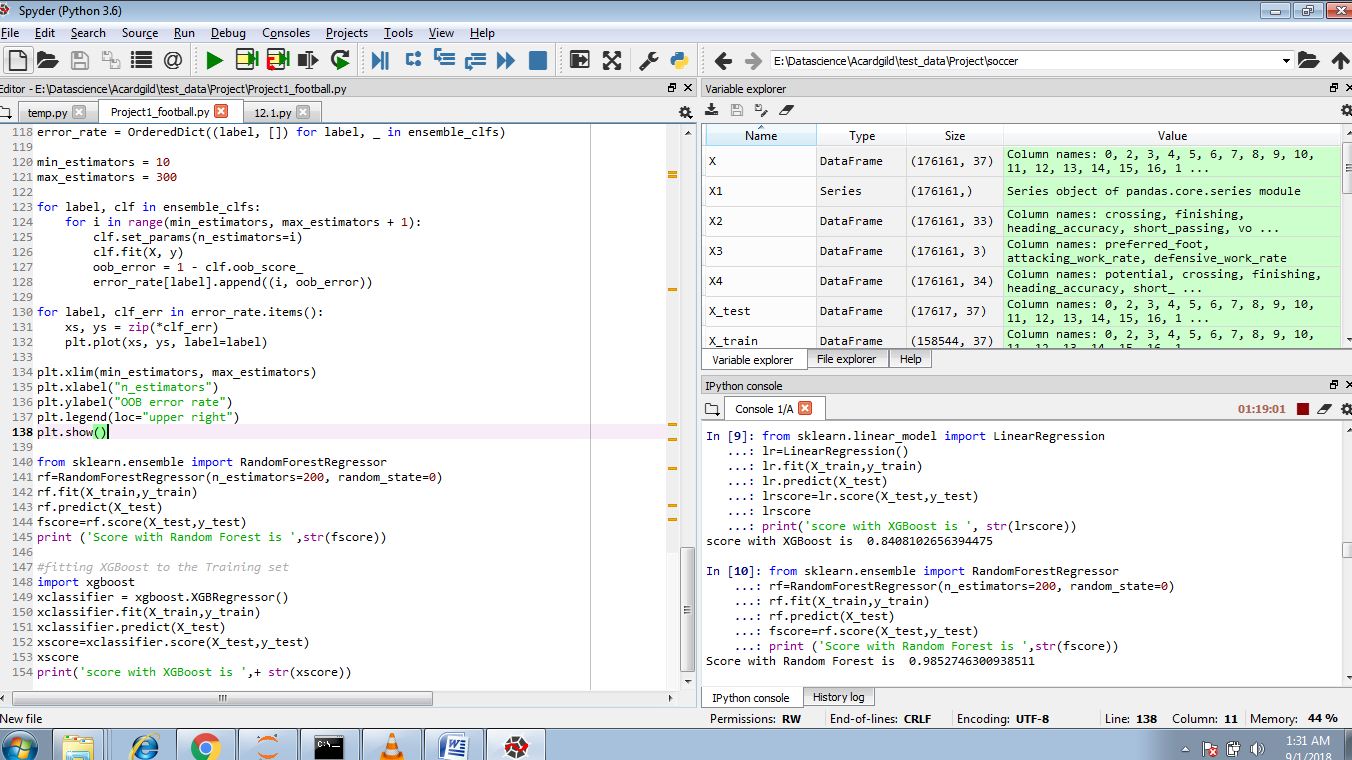 Spyder (Python 3.6)
File Edit Search Source Run Debug Consoles Projects Tools View Help
E:\Datascience\Acardgild\test_data\Project\soccer
Editor - E:\Datascience\Acardgild\test_data\Project\Project1_football.py
temp.py Project1_football.py 12.1.py
118 error_rate = OrderedDict((label, []) for label, _ in ensemble_clfs)
119
120 min_estimators = 10
121 max_estimators = 300
122
123 for label, clf in ensemble_clfs:
124     for i in range(min_estimators, max_estimators + 1):
125         clf.set_params(n_estimators=i)
126         clf.fit(X, y)
127         oob_error = 1 - clf.oob_score_
128         error_rate[label].append((i, oob_error))
129
130 for label, clf_err in error_rate.items():
131     xs, ys = zip(*clf_err)
132     plt.plot(xs, ys, label=label)
133
134 plt.xlim(min_estimators, max_estimators)
135 plt.xlabel("n_estimators")
136 plt.ylabel("OOB error rate")
137 plt.legend(loc="upper right")
138 plt.show()
139
140 from sklearn.ensemble import RandomForestRegressor
141 rf=RandomForestRegressor(n_estimators=200, random_state=0)
142 rf.fit(X_train,y_train)
143 rf.predict(X_test)
144 fscore=rf.score(X_test,y_test)
145 print ('Score with Random Forest is ',str(fscore))
146
147 #fitting XGBoost to the Training set
148 import xgboost
149 xclassifier = xgboost.XGBRegressor()
150 xclassifier.fit(X_train,y_train)
151 xclassifier.predict(X_test)
152 xscore=xclassifier.score(X_test,y_test)
153 xscore
154 print('score with XGBoost is ',+ str(xscore))
Variable explorer
Name Type Size Value
X DataFrame (176161, 37) Column names: 0, 2, 3, 4, 5, 6, 7, 8, 9, 10,
11, 12, 13, 14, 15, 16, 1 ...
X1 Series (176161,) Series object of pandas.core.series module
X2 DataFrame (176161, 33) Column names: crossing, finishing,
heading_accuracy, short_passing, vo ...
X3 DataFrame (176161, 3) Column names: preferred_foot,
attacking_work_rate, defensive_work_rate
X4 DataFrame (176161, 34) Column names: potential, crossing, finishing,
heading_accuracy, short_ ...
X_test DataFrame (17617, 37) Column names: 0, 2, 3, 4, 5, 6, 7, 8, 9, 10,
11, 12, 13, 14, 15, 16, 1 ...
X_train DataFrame (158544, 37) Column names: 0, 2, 3, 4, 5, 6, 7, 8, 9, 10,
11, 12, 13, 14, 15, 16, 1 ...
Variable explorer File explorer Help
IPython console
Console 1/A 01:19:01
In [9]: from sklearn.linear_model import LinearRegression
...: lr=LinearRegression()
...: lr.fit(X_train,y_train)
...: lr.predict(X_test)
...: lrscore=lr.score(X_test,y_test)
...: lrscore
...: print('score with XGBoost is ', str(lrscore))
score with XGBoost is  0.8408102656394475
In [10]: from sklearn.ensemble import RandomForestRegressor
...: rf=RandomForestRegressor(n_estimators=200, random_state=0)
...: rf.fit(X_train,y_train)
...: rf.predict(X_test)
...: fscore=rf.score(X_test,y_test)
...: print ('Score with Random Forest is ',str(fscore))
Score with Random Forest is  0.9852746300938511
IPython console History log
New file Permissions: RW End-of-lines: CRLF Encoding: UTF-8 Line: 138 Column: 11 Memory: 44 %
C:\
W
1:31 AM
9/1/2018